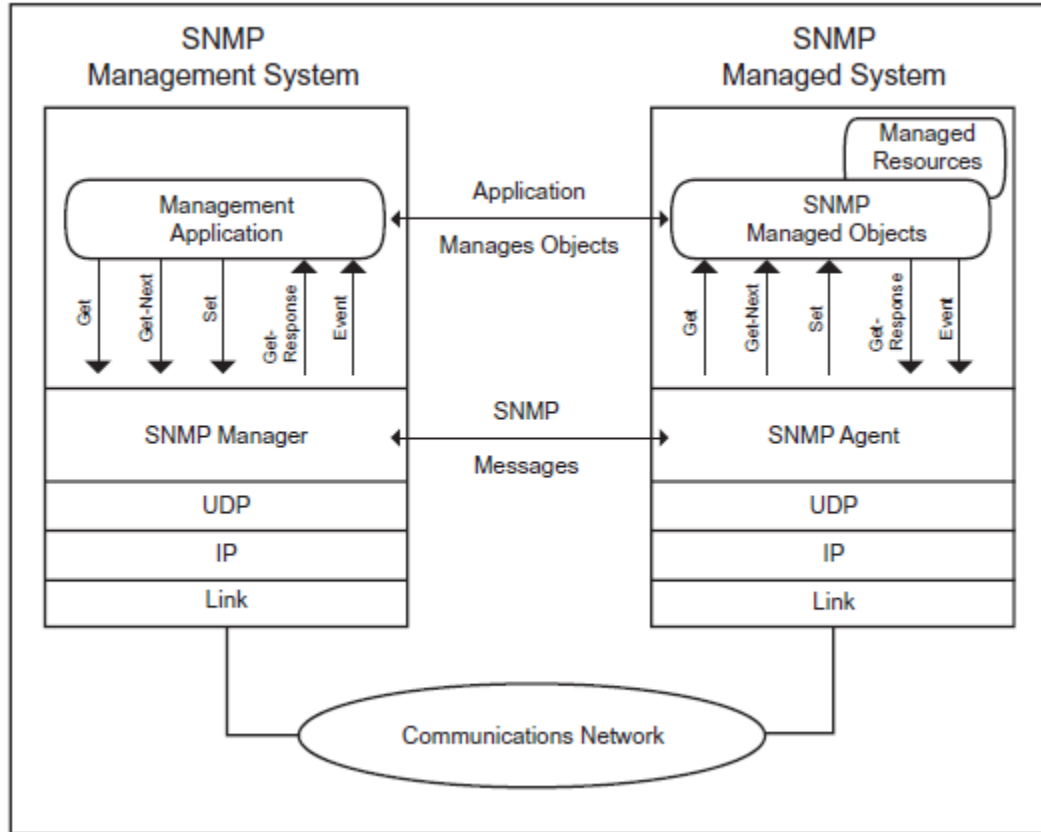 SNMP
Management System
SNMP
Managed System
Managed
Resources
Management
Application
Application
Manages Objects
SNMP
Managed Objects
Get
Get-Next
Set
Get-
Response
Event
Get
Get-Next
Set
Get-
Response
Event
SNMP Manager
SNMP
Messages
SNMP Agent
UDP
UDP
IP
IP
Link
Link
Communications Network